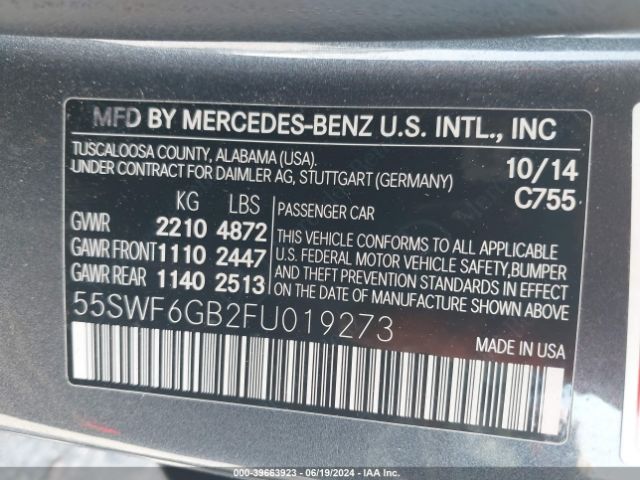 MFD BY MERCEDES-BENZ U.S. INTL., INC
TUSCALOOSA COUNTY, ALABAMA (USA). 10/14
UNDER CONTRACT FOR DAIMLER AG, STUTTGART (GERMANY) C755
KG LBS PASSENGER CAR
GVWR 2210 4872 THIS VEHICLE CONFORMS TO ALL APPLICABLE
GAWR FRONT 1110 2447 U.S. FEDERAL MOTOR VEHICLE SAFETY,BUMPER
GAWR REAR 1140 2513 AND THEFT PREVENTION STANDARDS IN EFFECT
ON THE DATE OF MANUFACTURE SHOWN ABOVE
55SWF6GB2FU019273
MADE IN USA
000-39663923 - 06/19/2024 - IAA Inc.